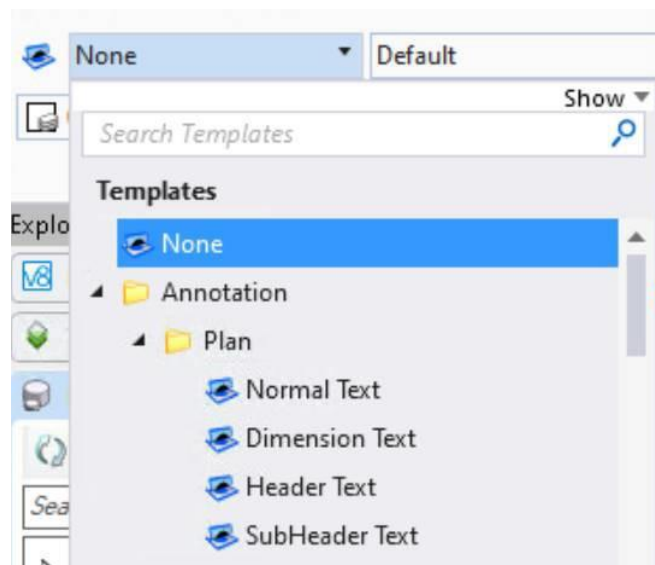 None Default
Show
Search Templates
Templates
Explo
None
V8
Annotation
Plan
Normal Text
Dimension Text
Header Text
Sea
SubHeader Text